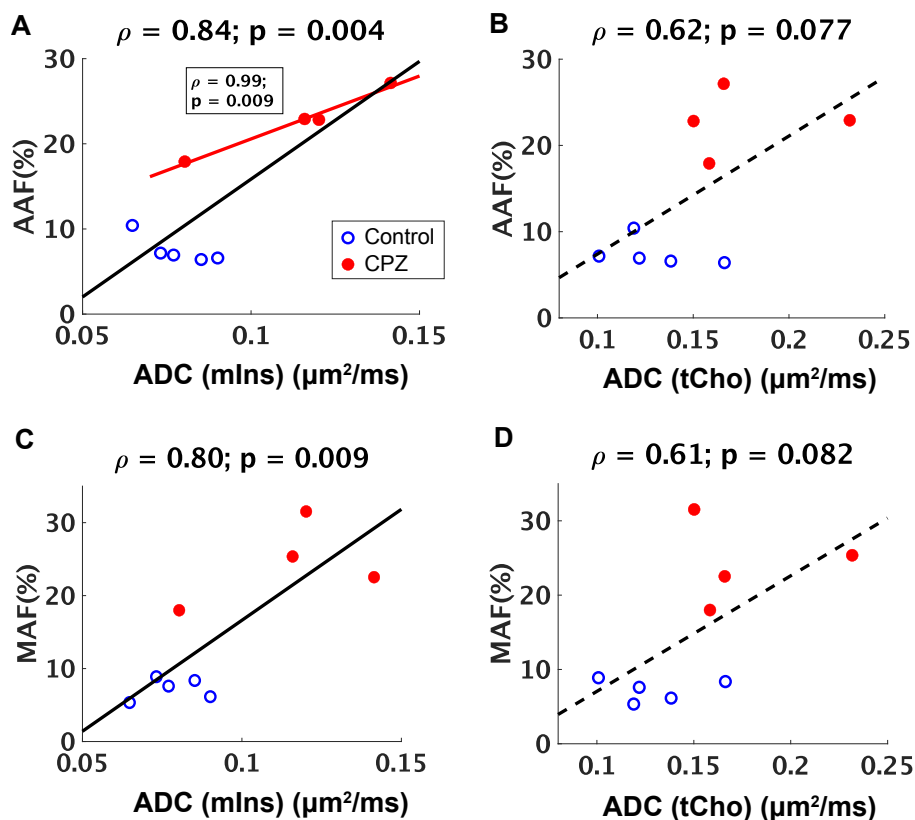 A
ρ = 0.84; p = 0.004
ρ = 0.99;
p = 0.009
AAF(%)
30
20
10
0
Control
CPZ
0.05
0.1
0.15
ADC (mIns) (µm²/ms)
B
ρ = 0.62; p = 0.077
AAF(%)
30
20
10
0
0.1
0.15
0.2
0.25
ADC (tCho) (µm²/ms)
C
ρ = 0.80; p = 0.009
MAF(%)
30
20
10
0
0.05
0.1
0.15
ADC (mIns) (µm²/ms)
D
ρ = 0.61; p = 0.082
MAF(%)
30
20
10
0
0.1
0.15
0.2
0.25
ADC (tCho) (µm²/ms)